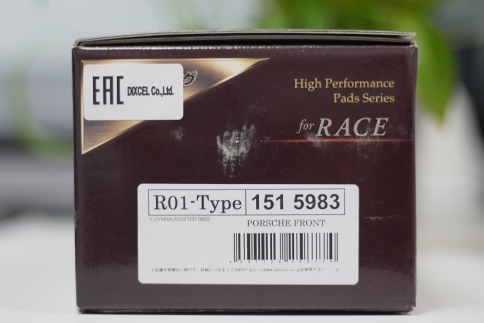 EAC DIXCEL Co.,Ltd.
High Performance
Pads Series
for RACE
R01-Type 151 5983
PORSCHE FRONT